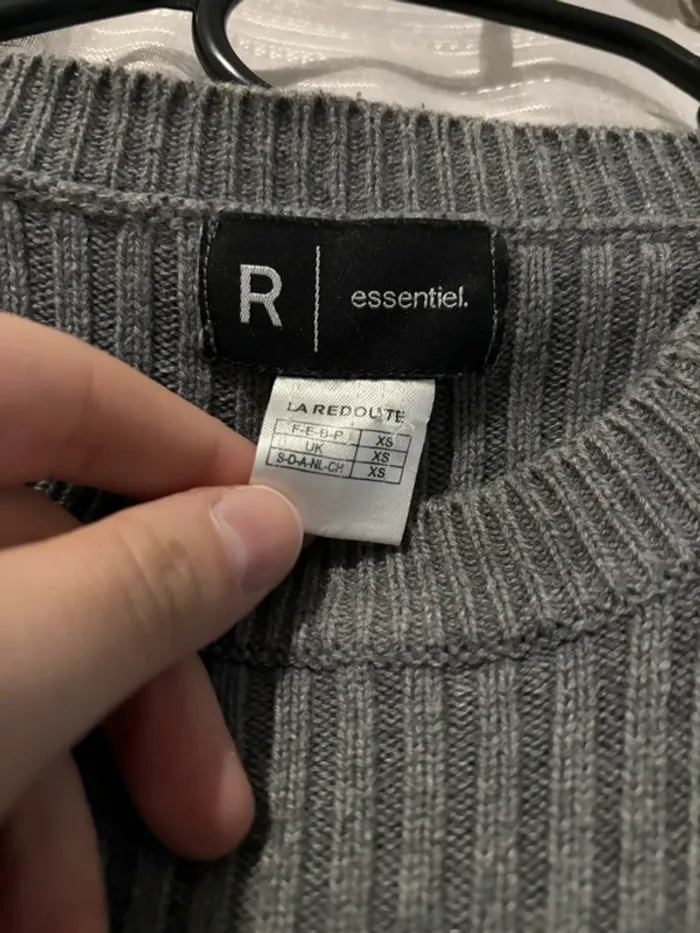 R essentiel.
LA REDOUTE
F-E-B-P XS
UK XS
S-D-A-NL-CH XS